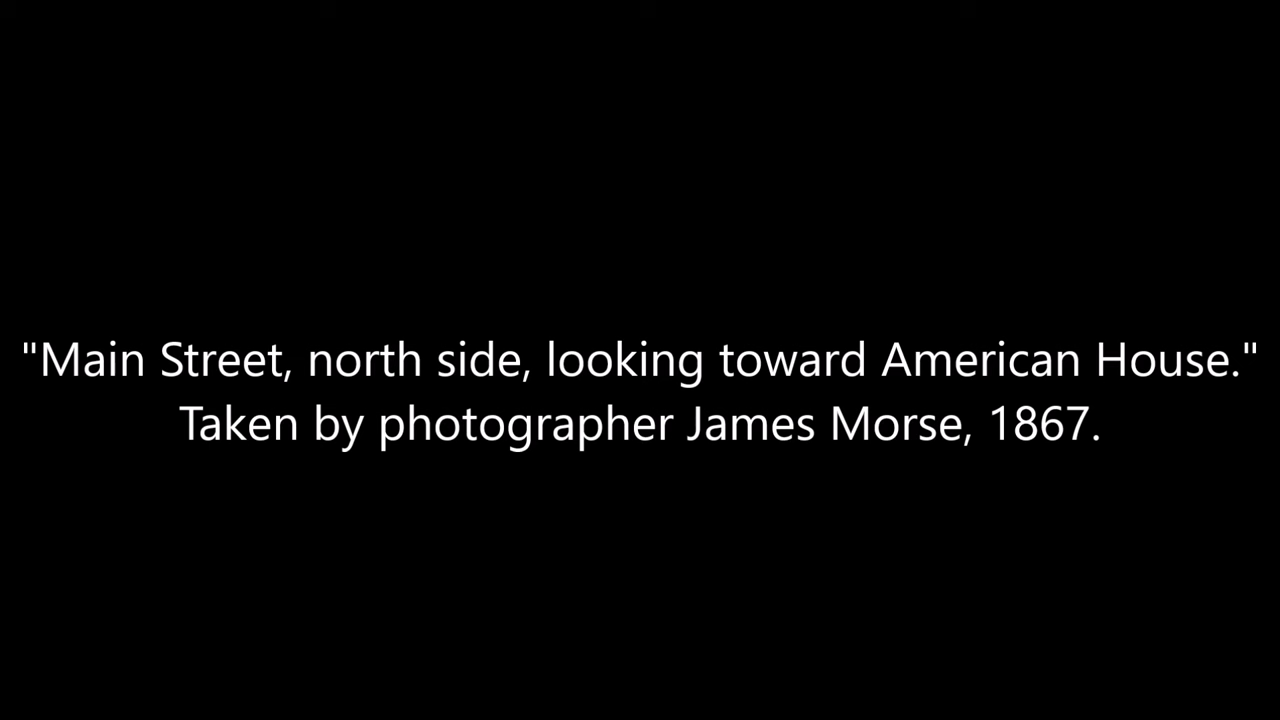 "Main Street, north side, looking toward American House."
Taken by photographer James Morse, 1867.